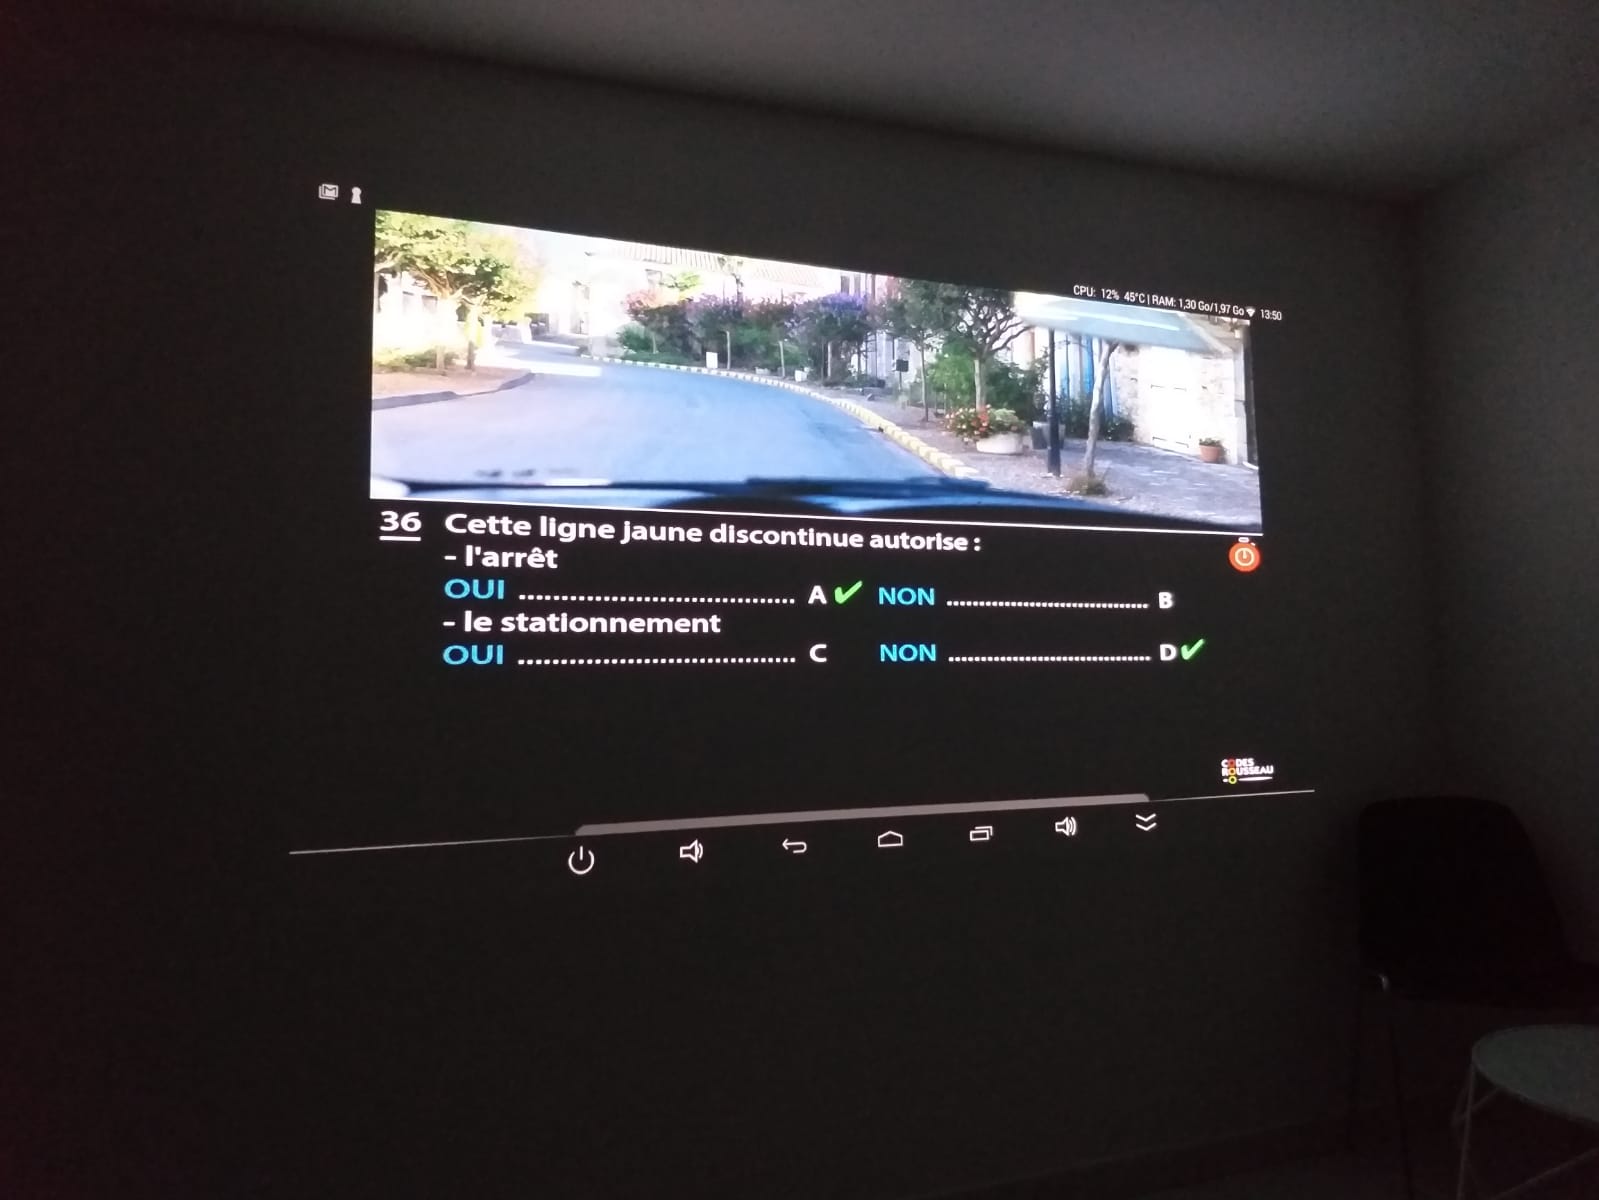 CPU: 12% 45°C | RAM: 1,30 Go/1,97 Go 13:50
36 Cette ligne jaune discontinue autorise :
- l'arrêt
OUI ................................. A ✔ NON ................................. B
- le stationnement
OUI ................................. C NON ................................. D ✔
CODES
ROUSSEAU